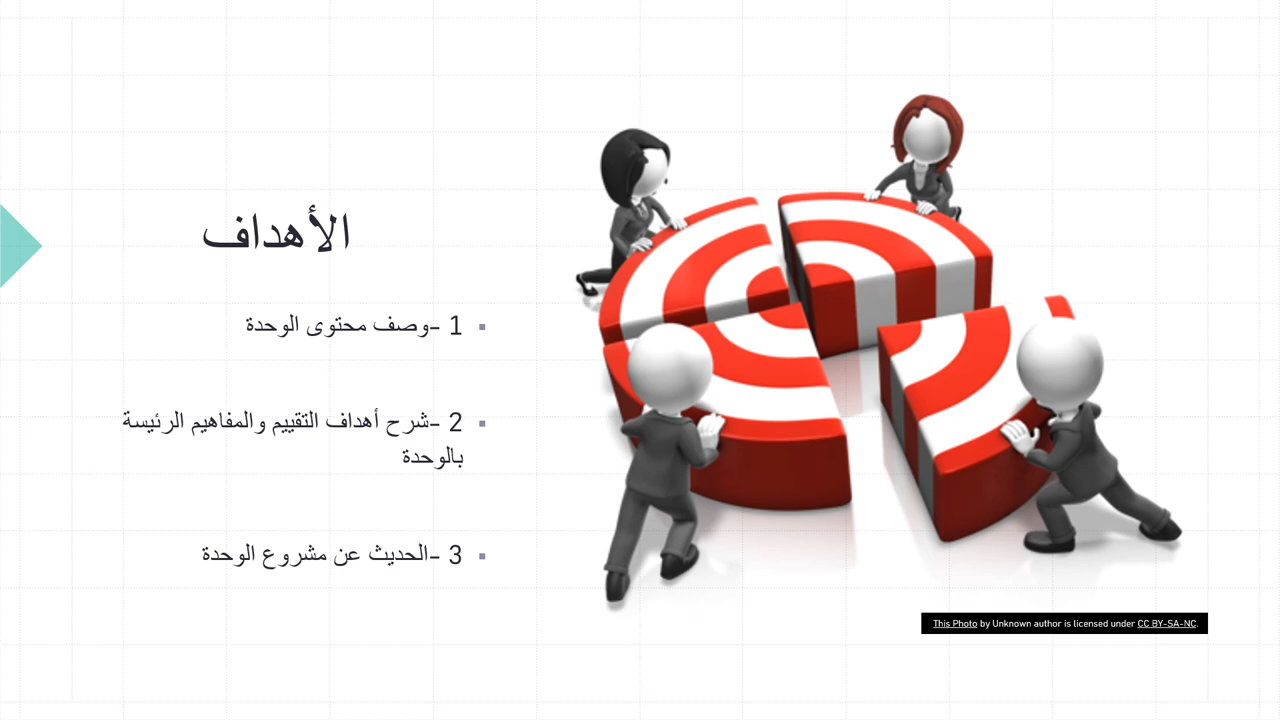 الأهداف
1 -وصف محتوى الوحدة
2 -شرح أهداف التقييم والمفاهيم الرئيسة
بالوحدة
3 -الحديث عن مشروع الوحدة
This Photo by Unknown author is licensed under CC BY-SA-NC.